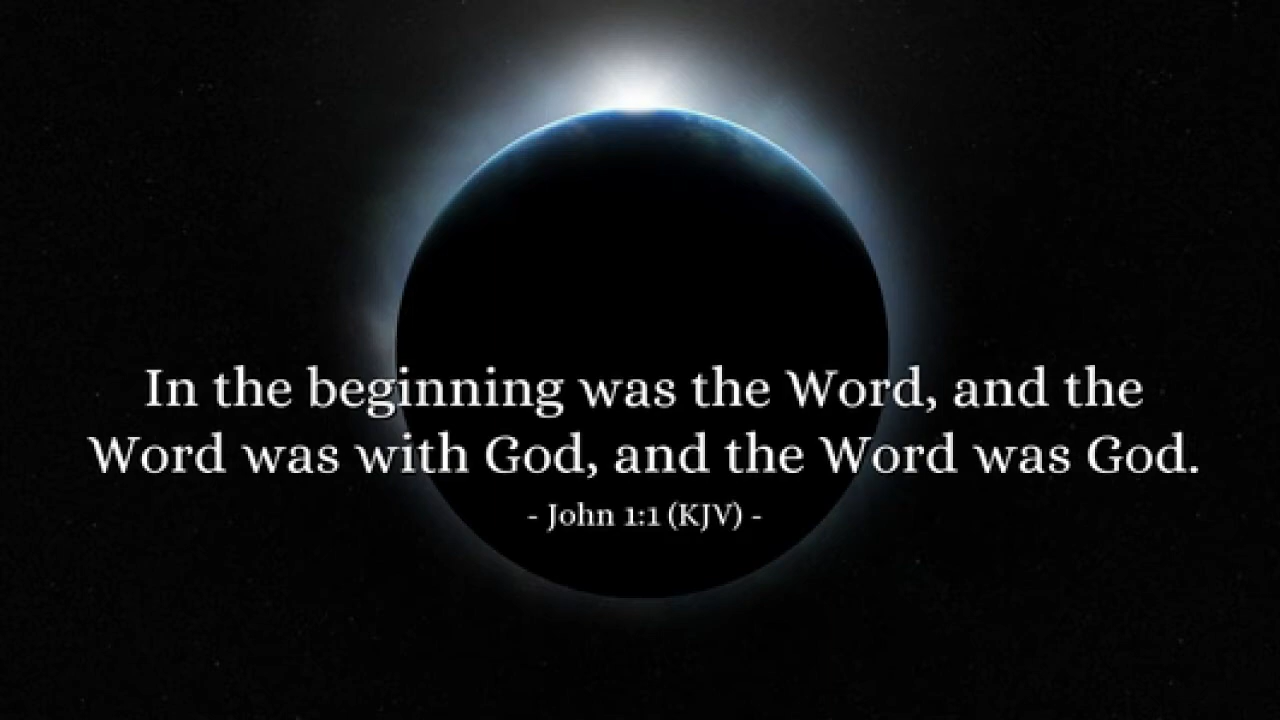 In the beginning was the Word, and the
Word was with God, and the Word was God.
- John 1:1 (KJV) -